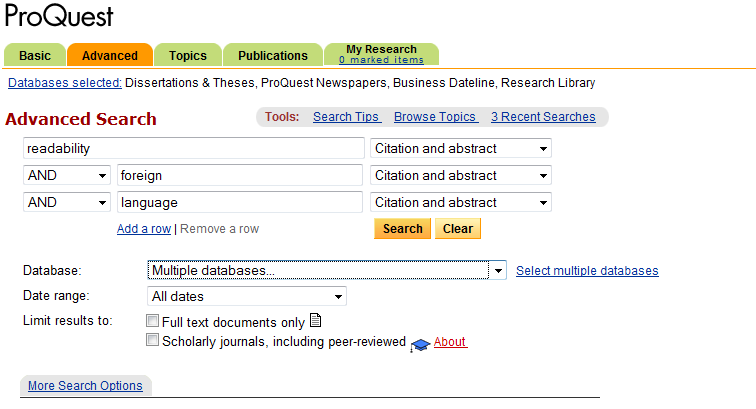 ProQuest
Basic Advanced Topics Publications My Research
0 marked items
Databases selected: Dissertations & Theses, ProQuest Newspapers, Business Dateline, Research Library
Advanced Search Tools: Search Tips Browse Topics 3 Recent Searches
readability Citation and abstract
AND foreign Citation and abstract
AND language Citation and abstract
Add a row | Remove a row Search Clear
Database: Multiple databases... Select multiple databases
Date range: All dates
Limit results to: Full text documents only
Scholarly journals, including peer-reviewed About
More Search Options